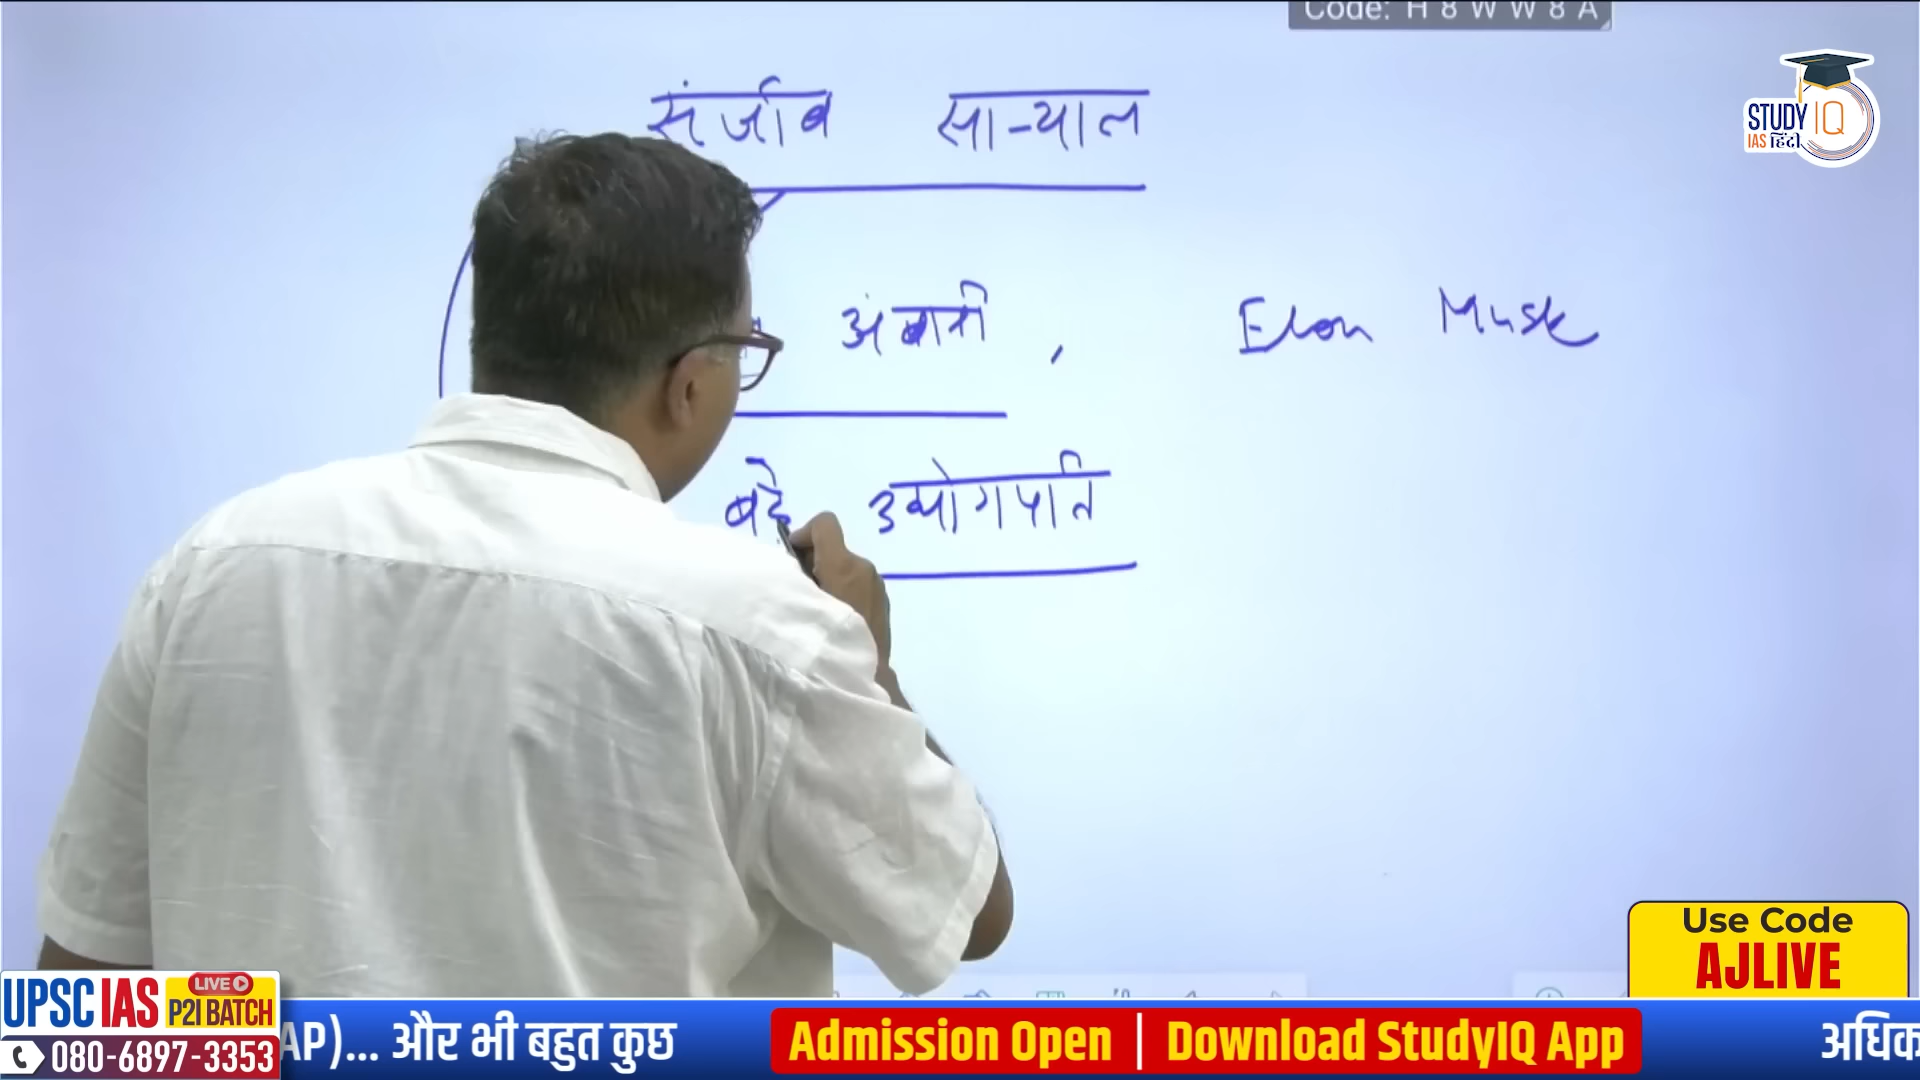 Code: H 8 W W 8 A
STUDY IQ
IAS हिंदी
संजीव सान्याल
अंबानी , Elon Musk
बड़े उद्योगपति
Use Code
AJLIVE
UPSC IAS LIVE P2I BATCH
080-6897-3353
AP)... और भी बहुत कुछ Admission Open | Download StudyIQ App अधिक